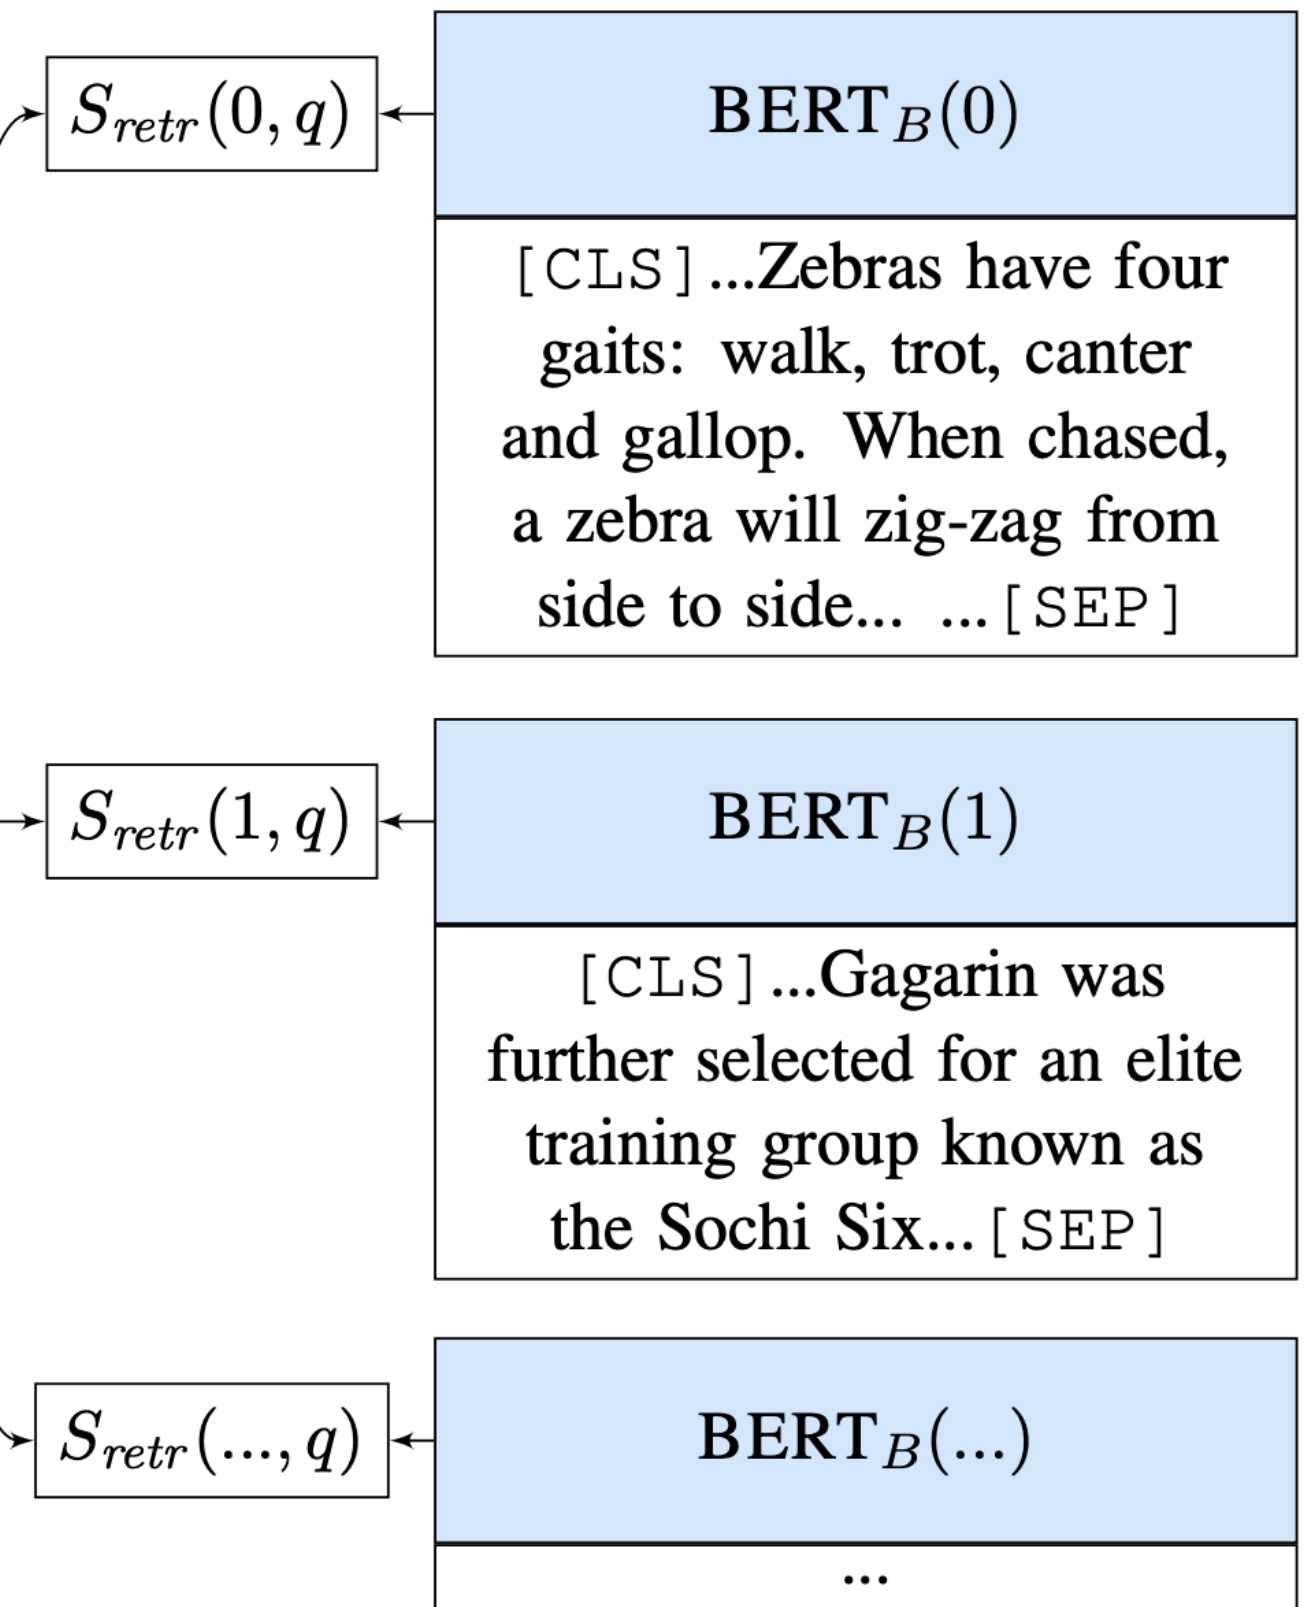 S_retr(0, q)
BERT_B(0)
[CLS]...Zebras have four
gaits: walk, trot, canter
and gallop. When chased,
a zebra will zig-zag from
side to side... ...[SEP]
S_retr(1, q)
BERT_B(1)
[CLS]...Gagarin was
further selected for an elite
training group known as
the Sochi Six...[SEP]
S_retr(..., q)
BERT_B(...)
...